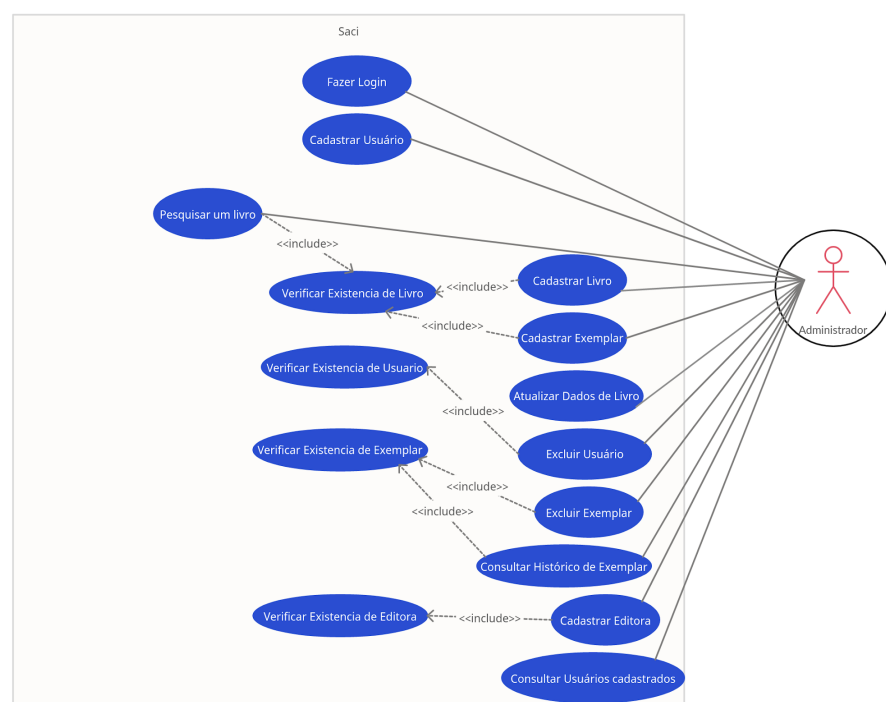 Saci
Fazer Login
Cadastrar Usuário
Pesquisar um livro
<<include>>
Verificar Existencia de Livro
<<include>>
Cadastrar Livro
<<include>>
Cadastrar Exemplar
Administrador
Verificar Existencia de Usuario
Atualizar Dados de Livro
<<include>>
Verificar Existencia de Exemplar
Excluir Usuário
<<include>>
Excluir Exemplar
<<include>>
Consultar Histórico de Exemplar
Verificar Existencia de Editora
<<include>>
Cadastrar Editora
Consultar Usuários cadastrados